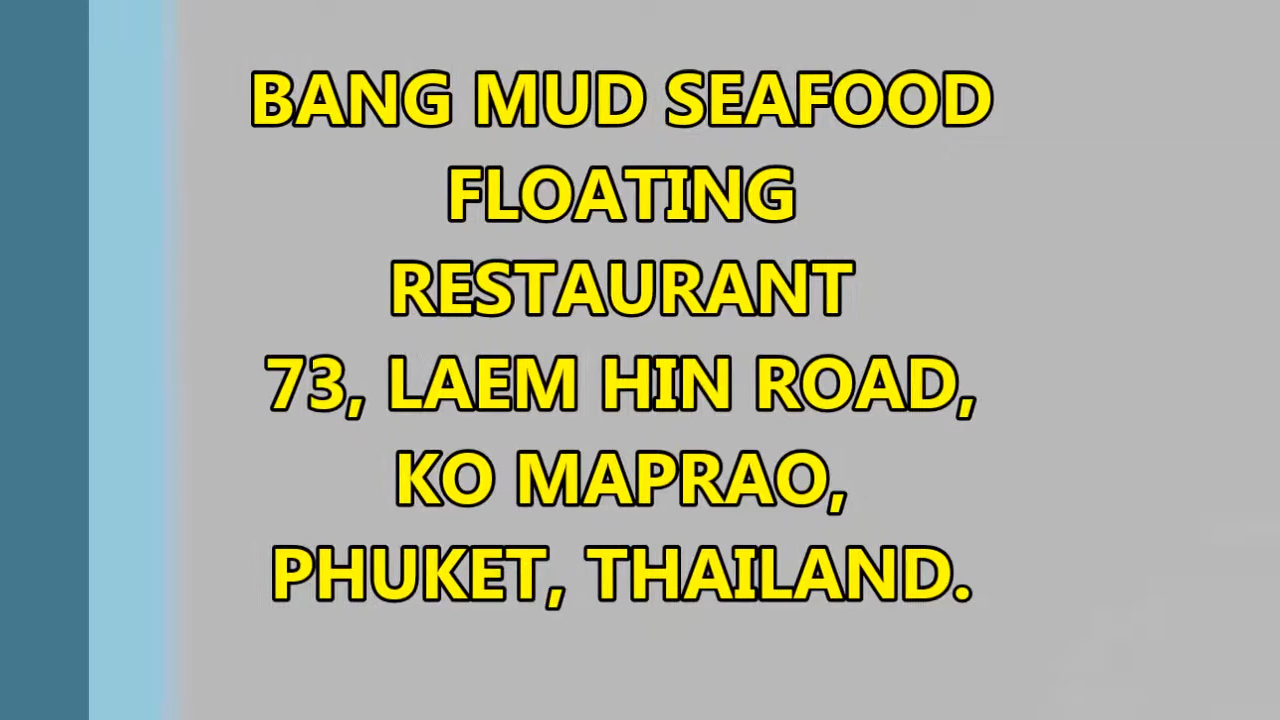 BANG MUD SEAFOOD
FLOATING
RESTAURANT
73, LAEM HIN ROAD,
KO MAPRAO,
PHUKET, THAILAND.